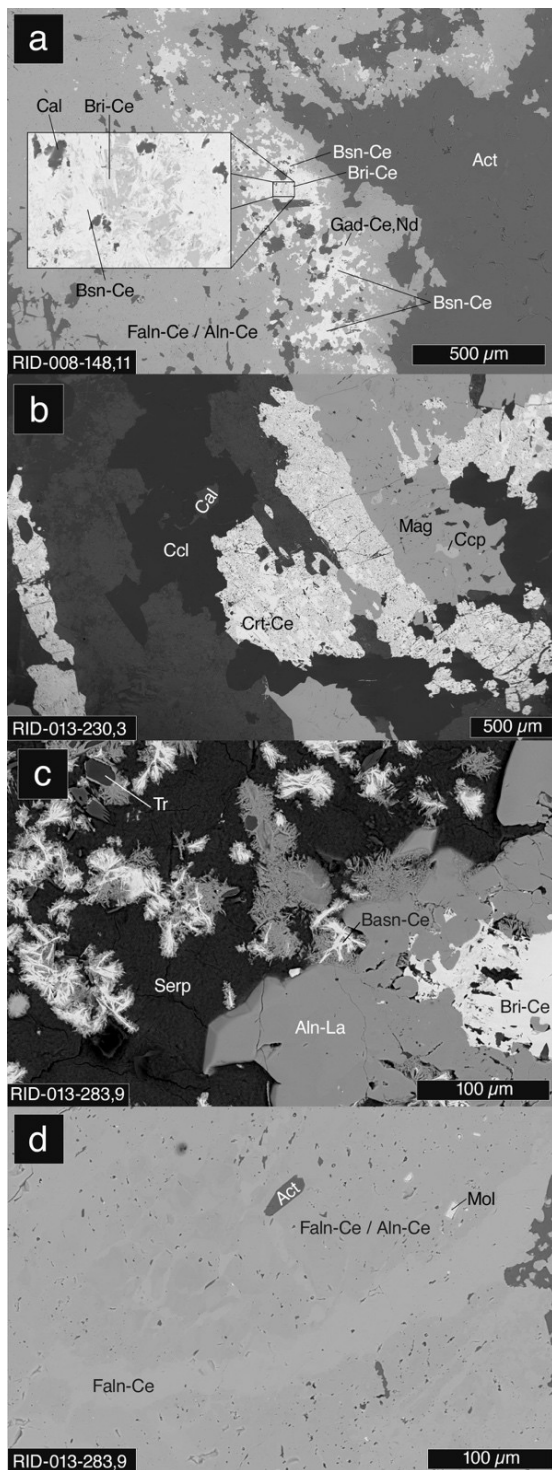 a
Cal
Bri-Ce
Bsn-Ce
Bri-Ce
Act
Gad-Ce,Nd
Bsn-Ce
Bsn-Ce
Faln-Ce / Aln-Ce
RID-008-148,11
500 µm
b
Cal
Mag
Ccl
Ccp
Crt-Ce
RID-013-230,3
500 µm
c
Tr
Basn-Ce
Serp
Bri-Ce
Aln-La
RID-013-283,9
100 µm
d
Act
Mol
Faln-Ce / Aln-Ce
Faln-Ce
RID-013-283,9
100 µm